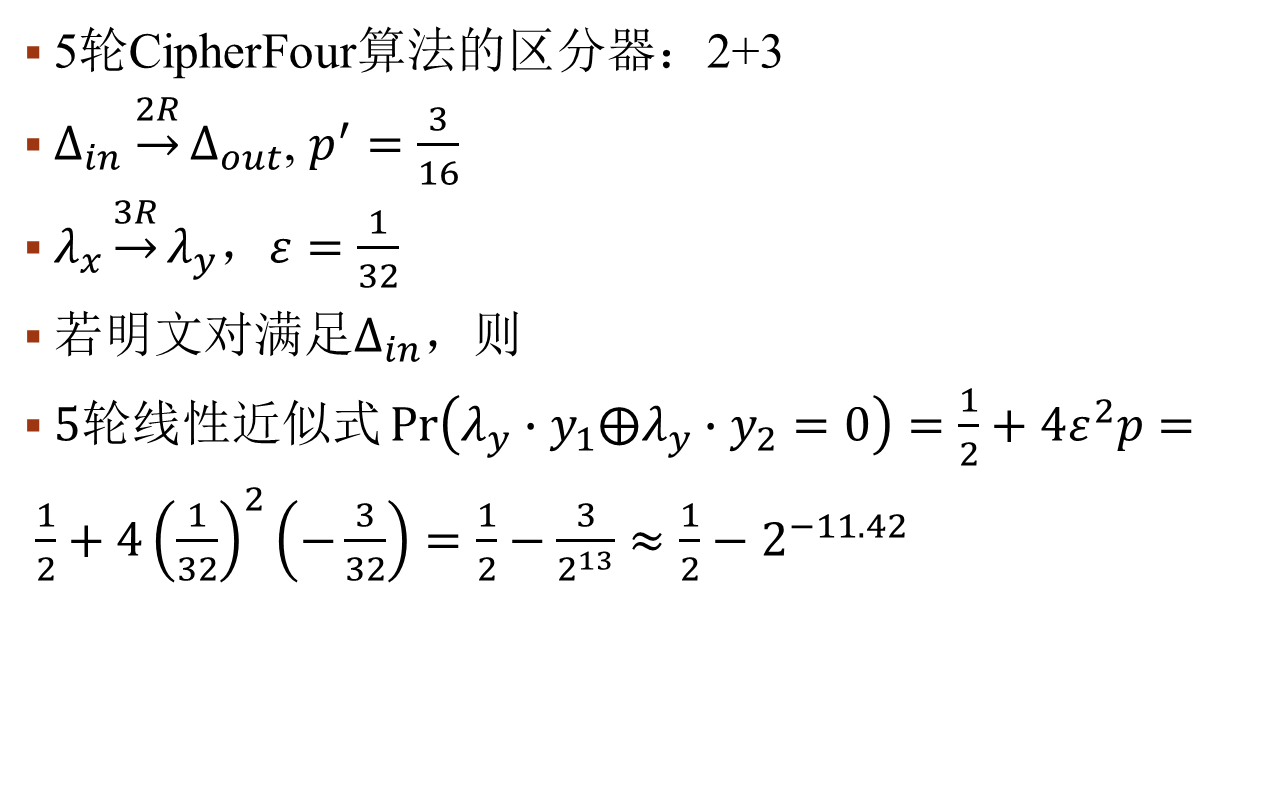 ▪ 5轮CipherFour算法的区分器：2+3
▪ Δ_in →^{2R} Δ_out, p′ = 3/16
▪ λ_x →^{3R} λ_y，ε = 1/32
▪ 若明文对满足Δ_in，则
▪ 5轮线性近似式 Pr(λ_y · y_1⊕λ_y · y_2 = 0) = 1/2 + 4ε²p =
1/2 + 4(1/32)²(−3/32) = 1/2 − 3/2^{13} ≈ 1/2 − 2^{−11.42}